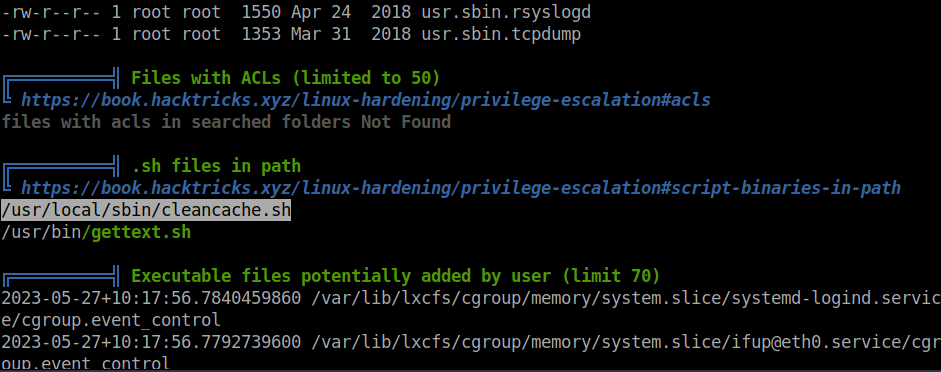 -rw-r--r-- 1 root root  1550 Apr 24  2018 usr.sbin.rsyslogd
-rw-r--r-- 1 root root  1353 Mar 31  2018 usr.sbin.tcpdump
╔══════════╣ Files with ACLs (limited to 50)
╚ https://book.hacktricks.xyz/linux-hardening/privilege-escalation#acls
files with acls in searched folders Not Found
╔══════════╣ .sh files in path
╚ https://book.hacktricks.xyz/linux-hardening/privilege-escalation#script-binaries-in-path
/usr/local/sbin/cleancache.sh
/usr/bin/gettext.sh
╔══════════╣ Executable files potentially added by user (limit 70)
2023-05-27+10:17:56.7840459860 /var/lib/lxcfs/cgroup/memory/system.slice/systemd-logind.servic
e/cgroup.event_control
2023-05-27+10:17:56.7792739600 /var/lib/lxcfs/cgroup/memory/system.slice/ifup@eth0.service/cgr
oup.event_control